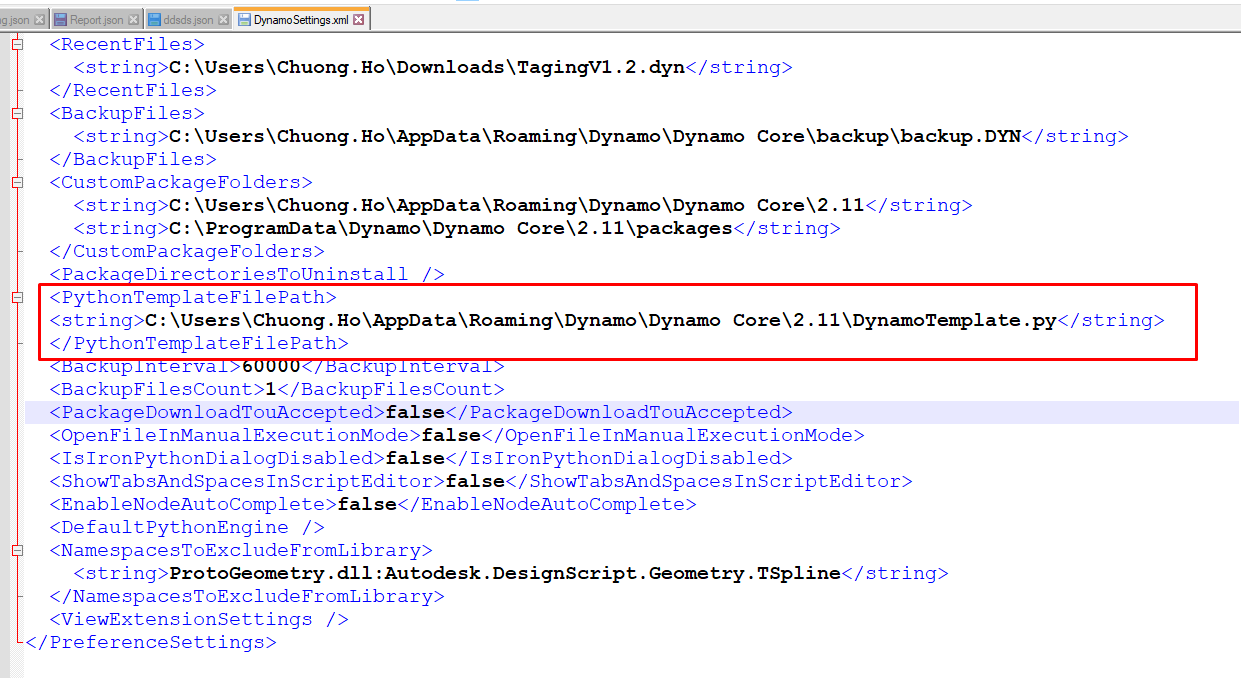 g.json
Report.json
ddsds.json
DynamoSettings.xml
<RecentFiles>
<string>C:\Users\Chuong.Ho\Downloads\TagingV1.2.dyn</string>
</RecentFiles>
<BackupFiles>
<string>C:\Users\Chuong.Ho\AppData\Roaming\Dynamo\Dynamo Core\backup\backup.DYN</string>
</BackupFiles>
<CustomPackageFolders>
<string>C:\Users\Chuong.Ho\AppData\Roaming\Dynamo\Dynamo Core\2.11</string>
<string>C:\ProgramData\Dynamo\Dynamo Core\2.11\packages</string>
</CustomPackageFolders>
<PackageDirectoriesToUninstall />
<PythonTemplateFilePath>
<string>C:\Users\Chuong.Ho\AppData\Roaming\Dynamo\Dynamo Core\2.11\DynamoTemplate.py</string>
</PythonTemplateFilePath>
<BackupInterval>60000</BackupInterval>
<BackupFilesCount>1</BackupFilesCount>
<PackageDownloadTouAccepted>false</PackageDownloadTouAccepted>
<OpenFileInManualExecutionMode>false</OpenFileInManualExecutionMode>
<IsIronPythonDialogDisabled>false</IsIronPythonDialogDisabled>
<ShowTabsAndSpacesInScriptEditor>false</ShowTabsAndSpacesInScriptEditor>
<EnableNodeAutoComplete>false</EnableNodeAutoComplete>
<DefaultPythonEngine />
<NamespacesToExcludeFromLibrary>
<string>ProtoGeometry.dll:Autodesk.DesignScript.Geometry.TSpline</string>
</NamespacesToExcludeFromLibrary>
<ViewExtensionSettings />
</PreferenceSettings>